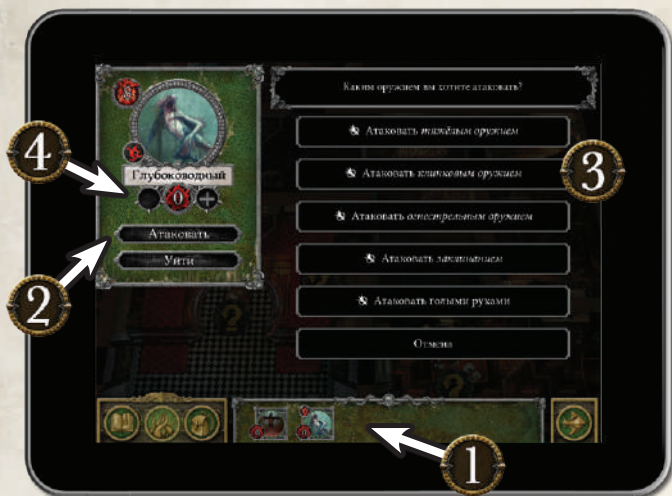 Каким оружием вы хотите атаковать?
8
Атаковать тяжёлым оружием
4
Глубоководный
Атаковать клинковым оружием
3
0
Атаковать огнестрельным оружием
Атаковать
2
Уйти
Атаковать заклинанием
Атаковать голыми руками
Отмена
1